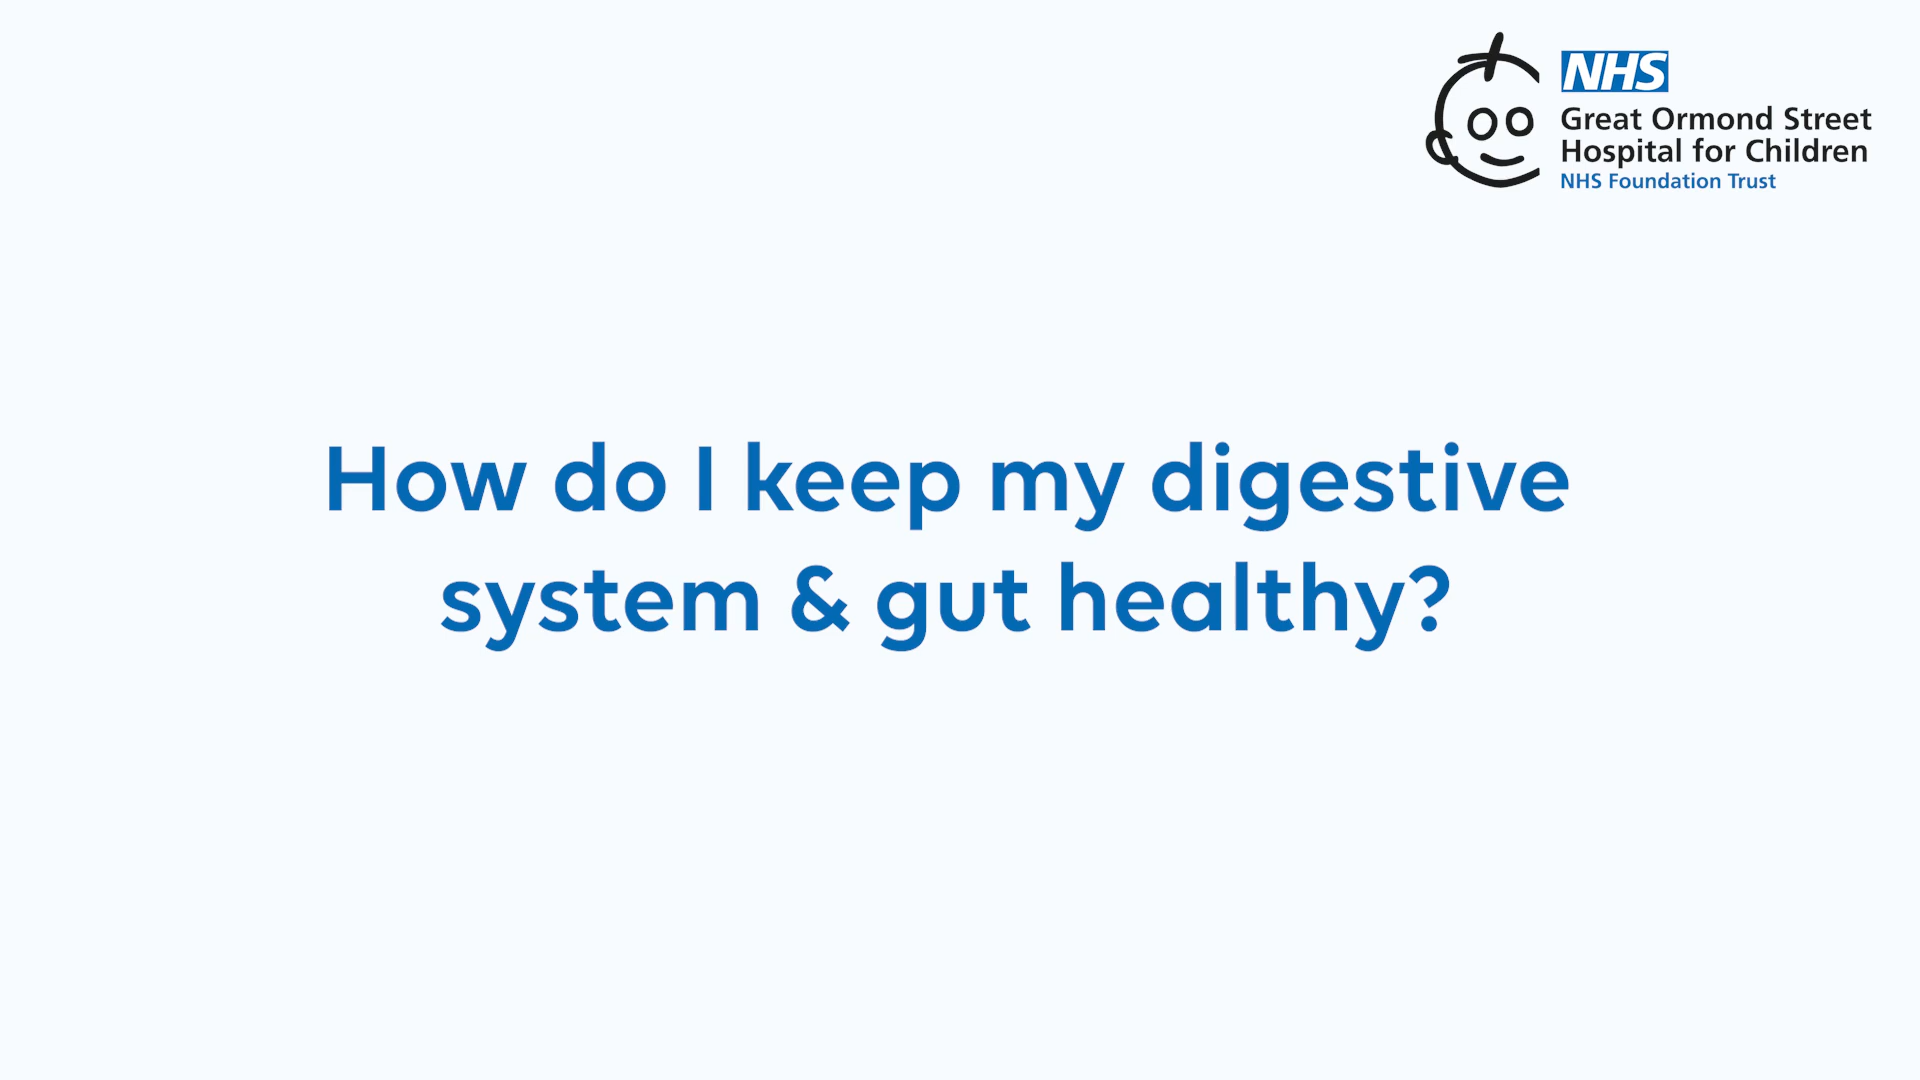 NHS
Great Ormond Street
Hospital for Children
NHS Foundation Trust
How do I keep my digestive
system & gut healthy?